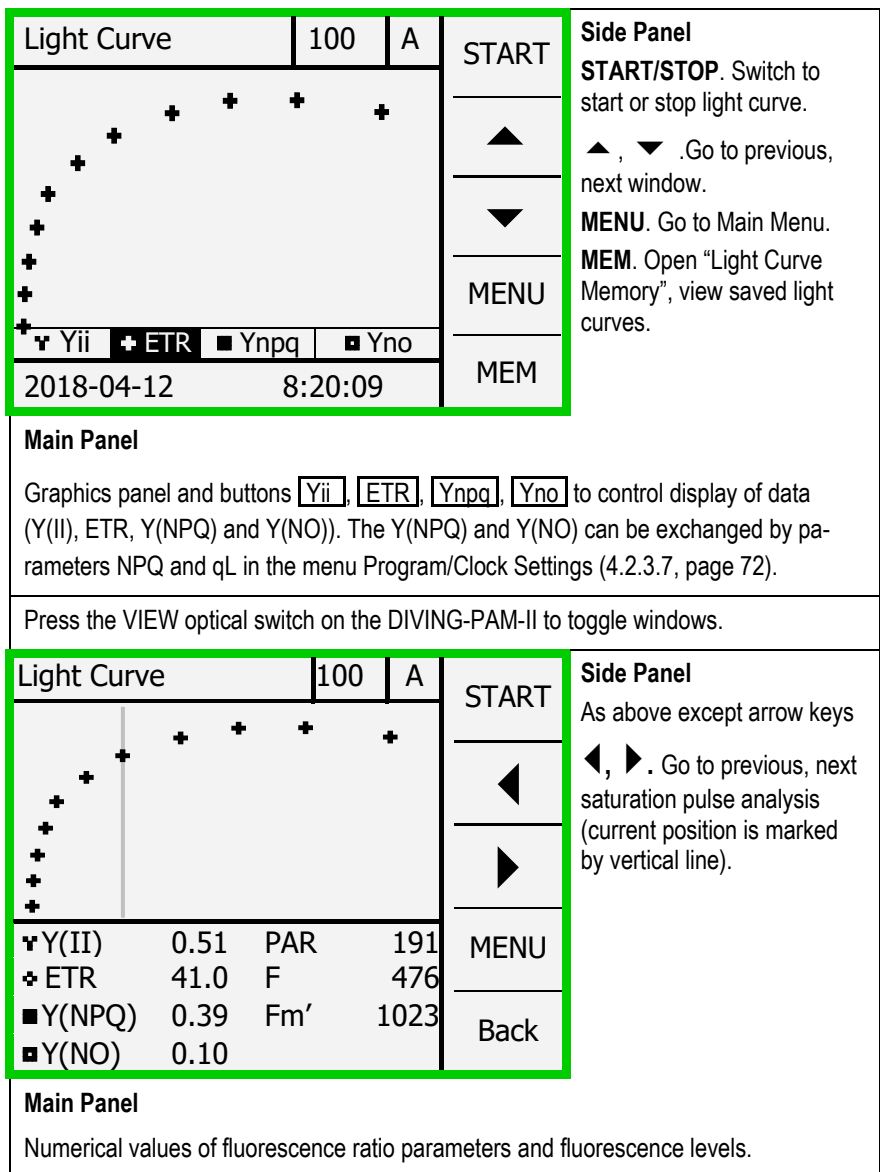 Light Curve 100 A START
▲
▼
MENU
Yii ETR Ynpq Yno
2018-04-12 8:20:09 MEM
Side Panel
START/STOP. Switch to
start or stop light curve.
▲, ▼ .Go to previous,
next window.
MENU. Go to Main Menu.
MEM. Open “Light Curve
Memory”, view saved light
curves.
Main Panel
Graphics panel and buttons Yii , ETR, Ynpq, Yno to control display of data
(Y(II), ETR, Y(NPQ) and Y(NO)). The Y(NPQ) and Y(NO) can be exchanged by pa-
rameters NPQ and qL in the menu Program/Clock Settings (4.2.3.7, page 72).
Press the VIEW optical switch on the DIVING-PAM-II to toggle windows.
Light Curve 100 A START
◀
▶
Y(II) 0.51 PAR 191 MENU
ETR 41.0 F 476
Y(NPQ) 0.39 Fm′ 1023 Back
Y(NO) 0.10
Side Panel
As above except arrow keys
◀, ▶. Go to previous, next
saturation pulse analysis
(current position is marked
by vertical line).
Main Panel
Numerical values of fluorescence ratio parameters and fluorescence levels.